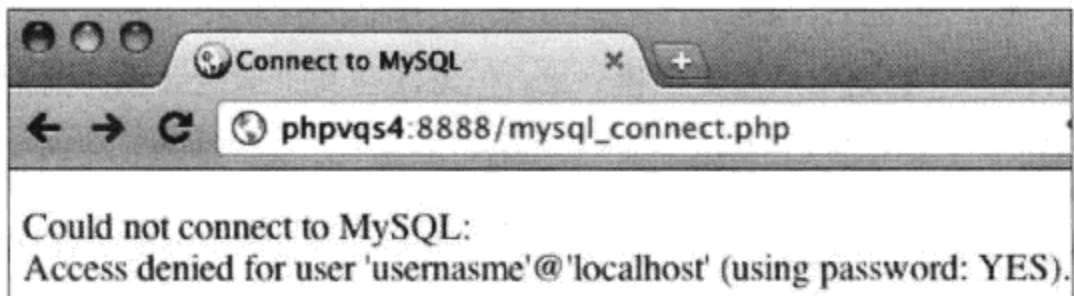 Connect to MySQL
phpvqs4:8888/mysql_connect.php
Could not connect to MySQL:
Access denied for user 'usernasme'@'localhost' (using password: YES).